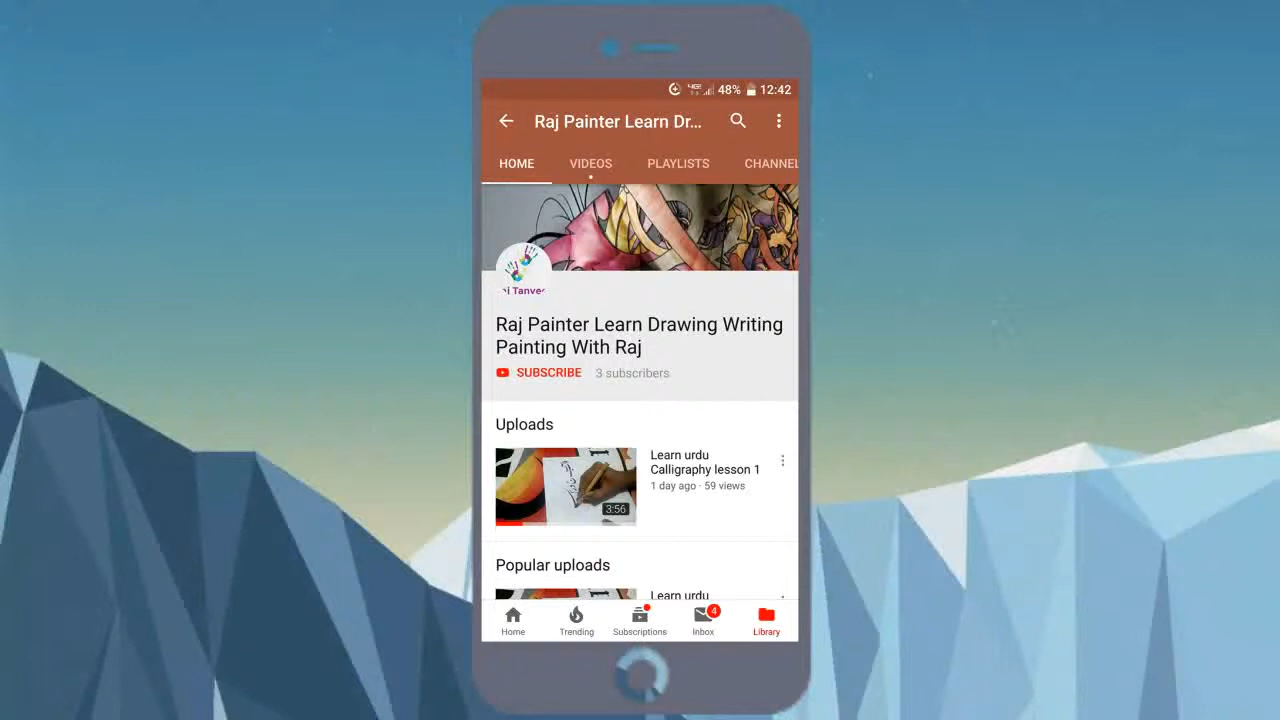 48% 12:42
Raj Painter Learn Dr...
HOME VIDEOS PLAYLISTS CHANNEL
Tanvee
Raj Painter Learn Drawing Writing
Painting With Raj
SUBSCRIBE 3 subscribers
Uploads
Learn urdu
Calligraphy lesson 1
1 day ago · 59 views
3:56
Popular uploads
Learn urdu
4
Home Trending Subscriptions Inbox Library